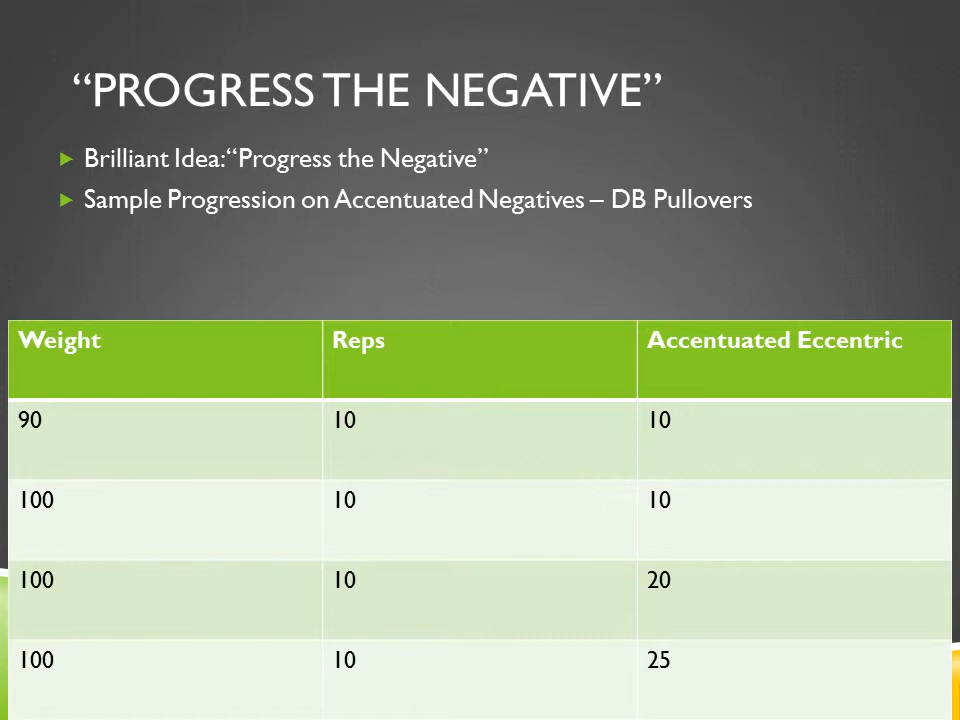 “PROGRESS THE NEGATIVE”
Brilliant Idea: “Progress the Negative”
Sample Progression on Accentuated Negatives – DB Pullovers
Weight Reps Accentuated Eccentric
90 10 10
100 10 10
100 10 20
100 10 25